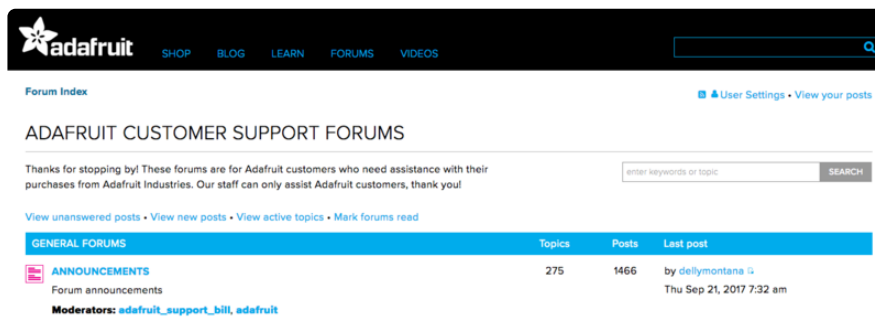 adafruit SHOP BLOG LEARN FORUMS VIDEOS
Forum Index
User Settings • View your posts
ADAFRUIT CUSTOMER SUPPORT FORUMS
Thanks for stopping by! These forums are for Adafruit customers who need assistance with their
purchases from Adafruit Industries. Our staff can only assist Adafruit customers, thank you!
enter keywords or topic SEARCH
View unanswered posts • View new posts • View active topics • Mark forums read
GENERAL FORUMS Topics Posts Last post
ANNOUNCEMENTS 275 1466 by dellymontana
Forum announcements Thu Sep 21, 2017 7:32 am
Moderators: adafruit_support_bill, adafruit